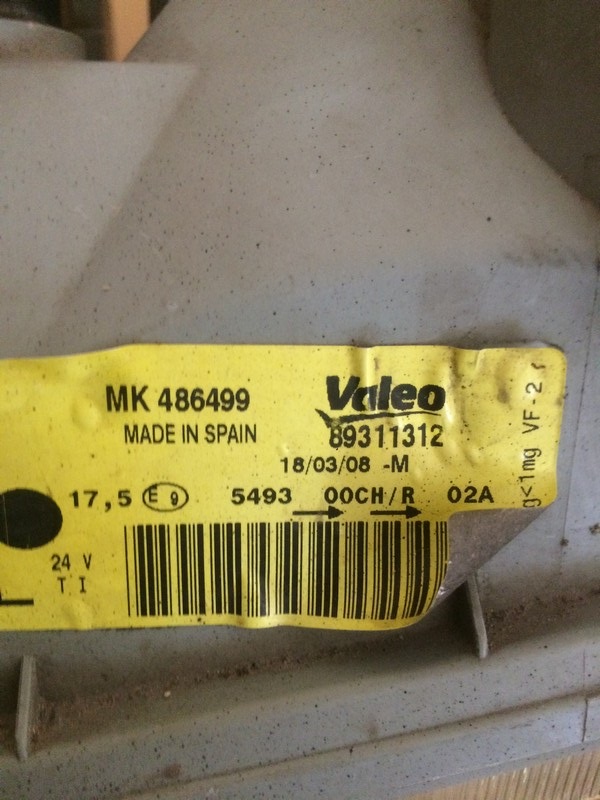 MK 486499
MADE IN SPAIN
Valeo
89311312
18/03/08 -M
17,5 E 9 5493 00CH/R 02A
24 V
T I
g<1mg VF-2